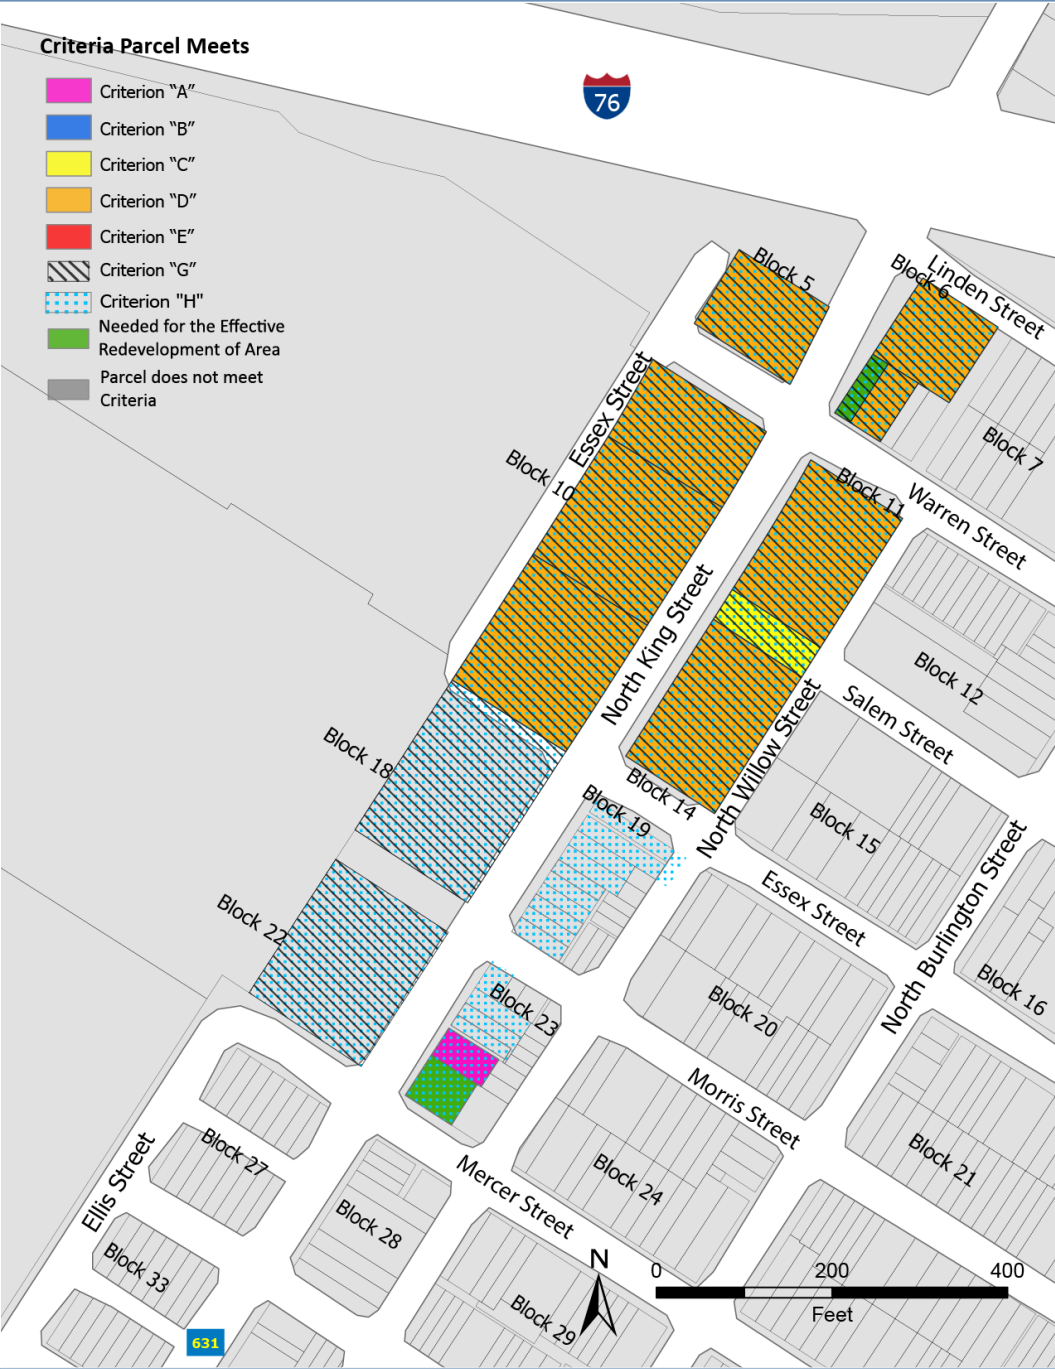 Criteria Parcel Meets
Criterion “A”
Criterion “B”
Criterion “C”
Criterion “D”
Criterion “E”
Criterion “G”
Criterion "H"
Needed for the Effective
Redevelopment of Area
Parcel does not meet
Criteria
76
Block 5
Block 6
Linden Street
Essex Street
Block 7
Block 10
Block 11
Warren Street
North King Street
Block 12
Salem Street
Block 18
North Willow Street
Block 14
Block 19
Block 15
Essex Street
North Burlington Street
Block 22
Block 23
Block 20
Block 16
Morris Street
Block 27
Ellis Street
Block 24
Block 21
Mercer Street
Block 28
Block 33
Block 29
N
0 200 400
Feet
631